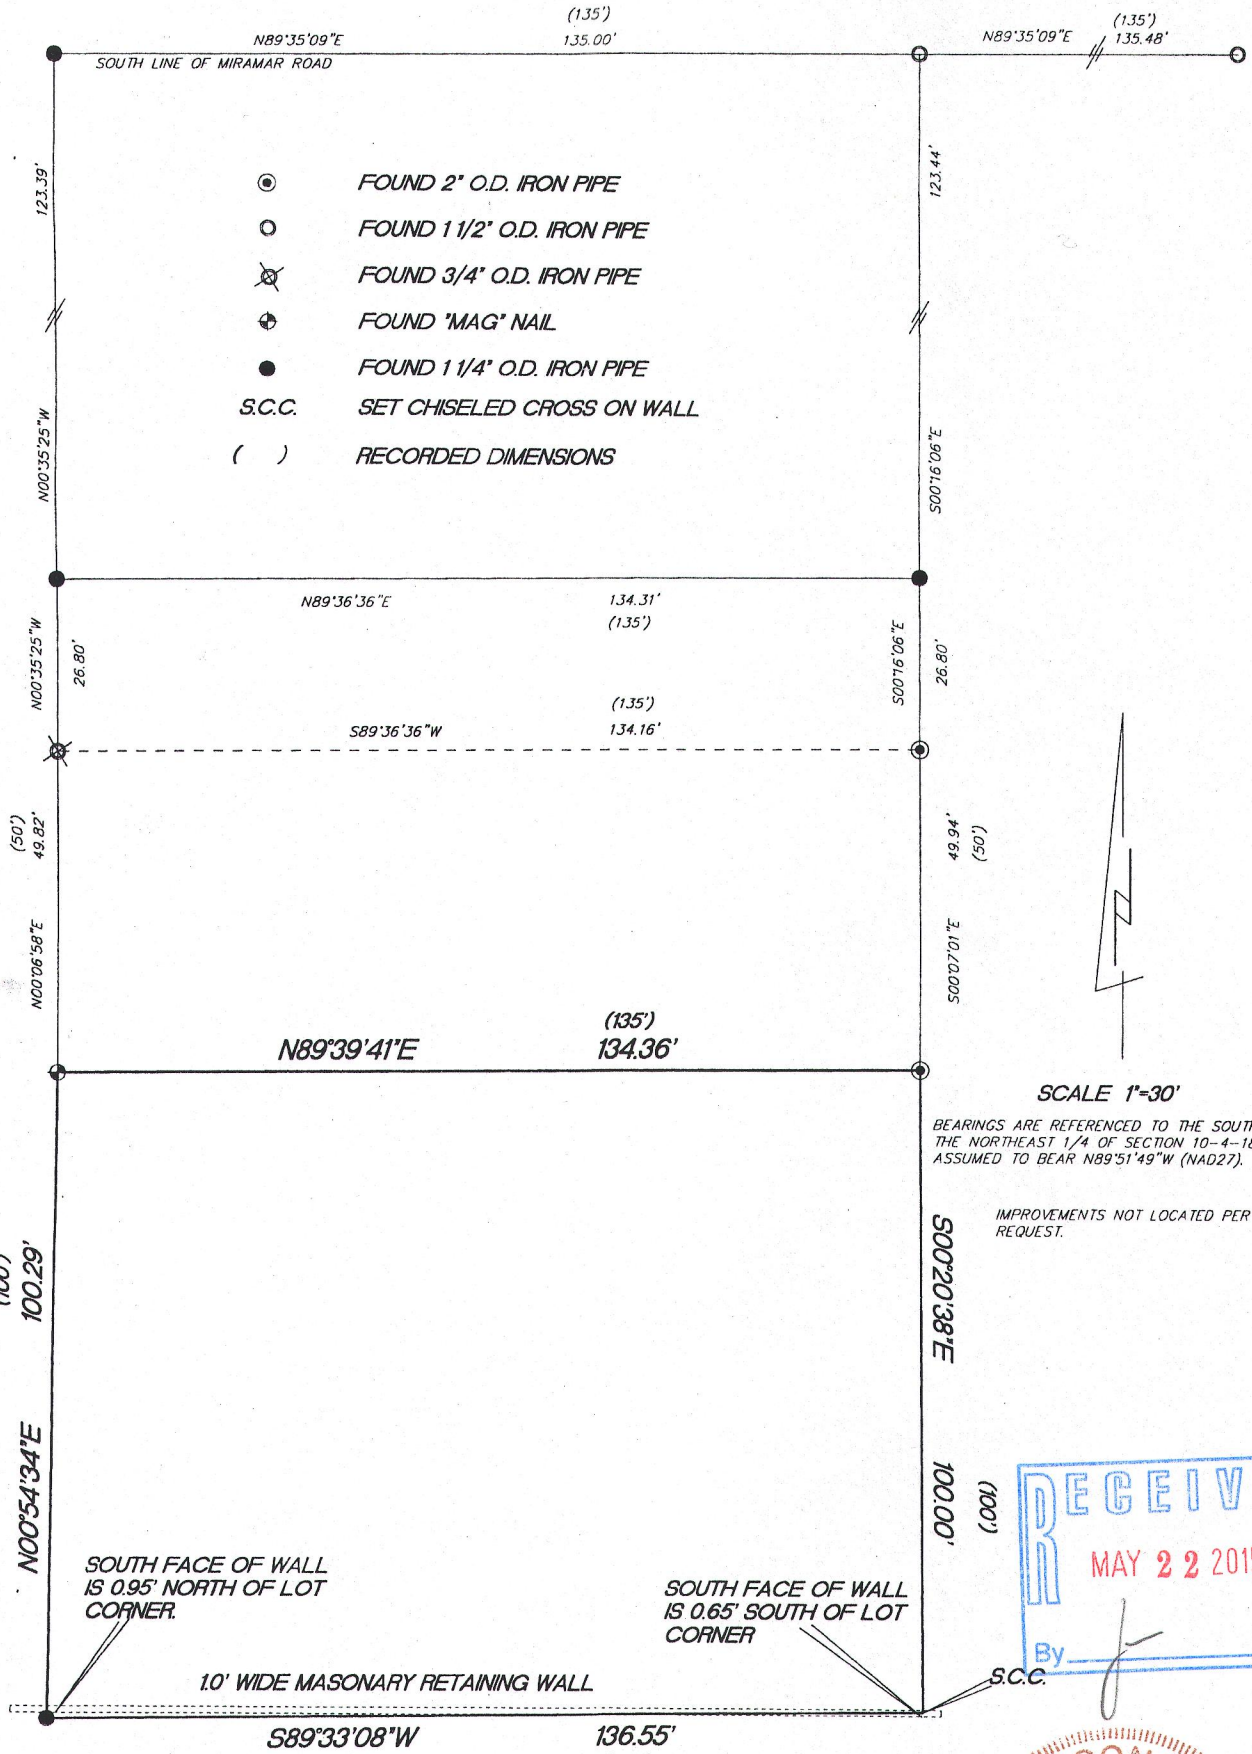 (135')
N89°35'09"E 135.00'
(135')
N89°35'09"E 135.48'
SOUTH LINE OF MIRAMAR ROAD
123.39'
123.44'
FOUND 2" O.D. IRON PIPE
FOUND 1 1/2" O.D. IRON PIPE
FOUND 3/4" O.D. IRON PIPE
FOUND "MAG" NAIL
FOUND 1 1/4" O.D. IRON PIPE
S.C.C. SET CHISELED CROSS ON WALL
( ) RECORDED DIMENSIONS
N00°35'25"W
S00°16'06"E
N89°36'36"E 134.31'
(135')
N00°35'25"W
26.80'
S00°16'06"E
26.80'
(135')
S89°36'36"W 134.16'
(50')
49.82'
49.94'
(50')
N00°06'58"E
S00°07'01"E
(135')
N89°39'41"E 134.36'
SCALE 1"=30'
BEARINGS ARE REFERENCED TO THE SOUTH
THE NORTHEAST 1/4 OF SECTION 10-4-18
ASSUMED TO BEAR N89°51'49"W (NAD27).
IMPROVEMENTS NOT LOCATED PER
REQUEST.
(100')
100.29'
S00°20'38"E
N00°54'34"E
100.00'
(100')
RECEIV
MAY 22 201
By
SOUTH FACE OF WALL
IS 0.95' NORTH OF LOT
CORNER.
SOUTH FACE OF WALL
IS 0.65' SOUTH OF LOT
CORNER
1.0' WIDE MASONARY RETAINING WALL
S.C.C.
S89°33'08"W 136.55'
CON